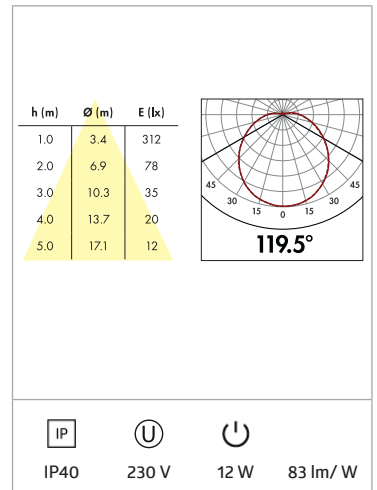 h (m) Ø (m) E (lx)
1.0 3.4 312
2.0 6.9 78
3.0 10.3 35
4.0 13.7 20
5.0 17.1 12
45 30 15 0 15 30 45
119.5°
IP U
IP40 230 V 12 W 83 lm/ W